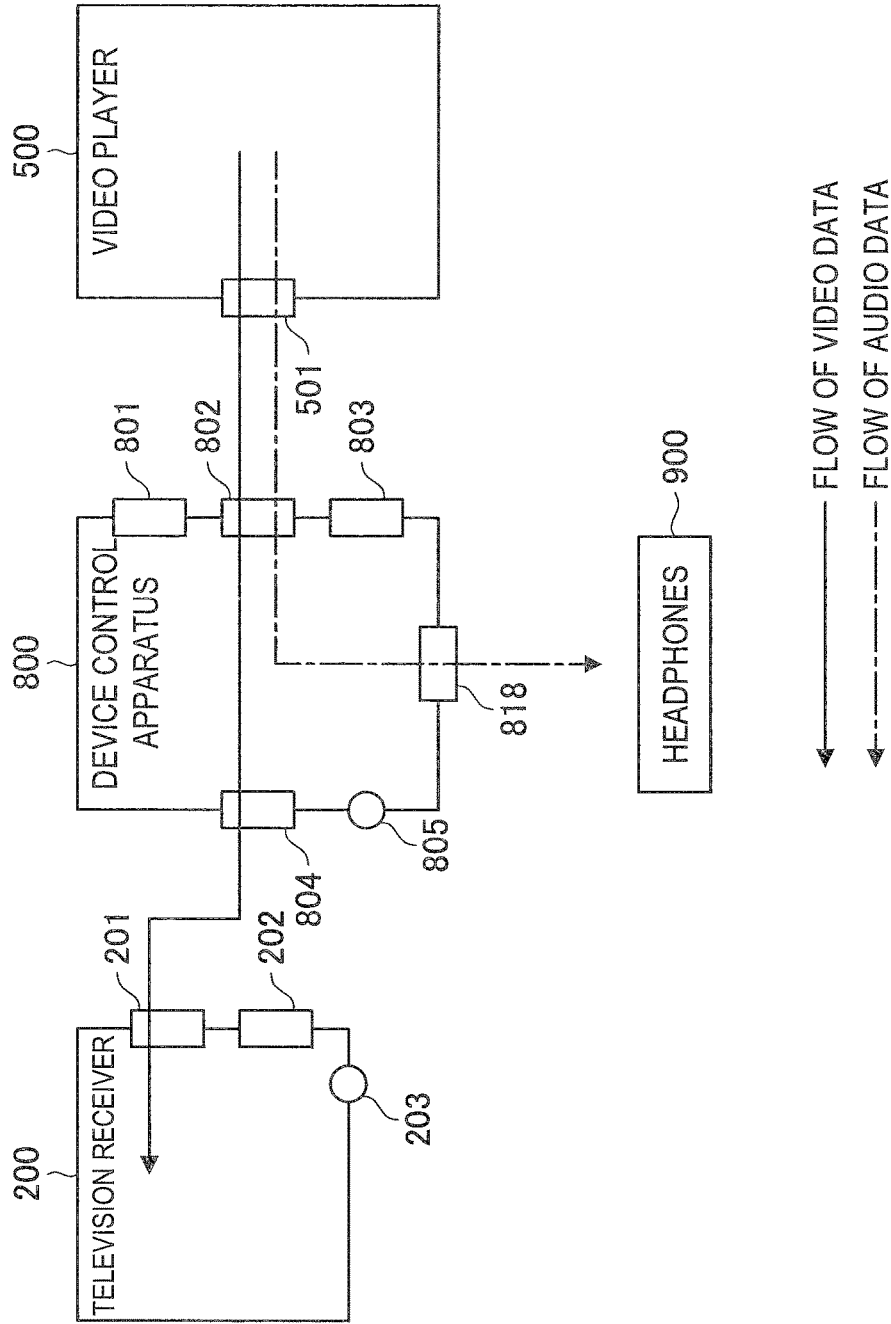 200
TELEVISION RECEIVER
201
202
203
800
DEVICE CONTROL
APPARATUS
801
802
803
804
805
818
500
VIDEO PLAYER
501
HEADPHONES
900
FLOW OF VIDEO DATA
FLOW OF AUDIO DATA